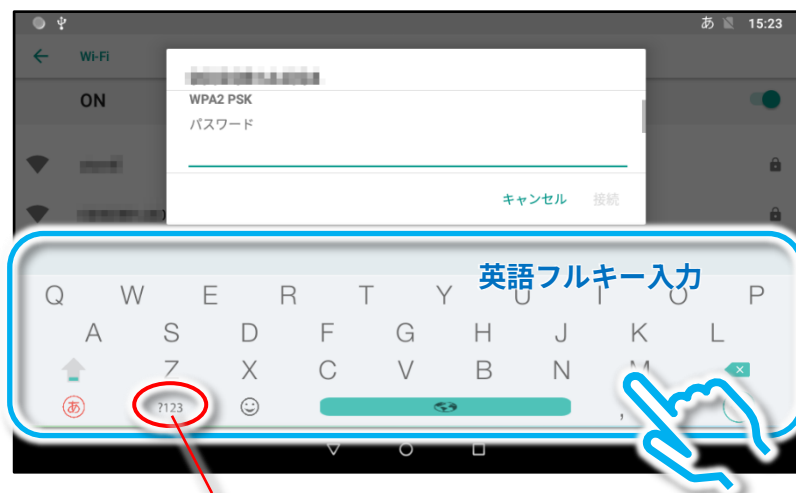 あ 15:23
Wi-Fi
ON
WPA2 PSK
パスワード
キャンセル 接続
英語フルキー入力
Q W E R T Y U I O P
A S D F G H J K L
Z X C V B N M
あ ?123 ,